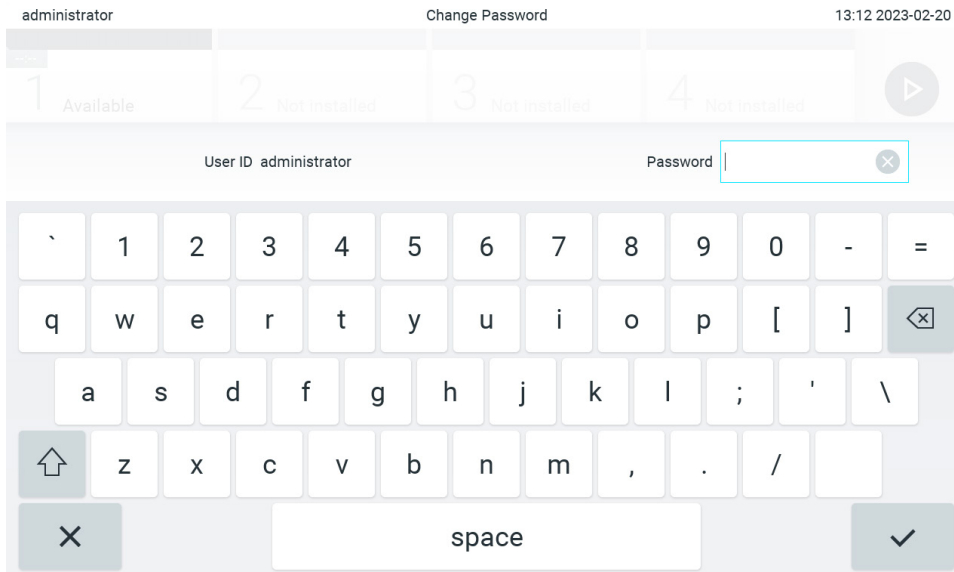 administrator Change Password 13:12 2023-02-20
1 Available 2 Not installed 3 Not installed 4 Not installed
User ID administrator Password
` 1 2 3 4 5 6 7 8 9 0 - =
q w e r t y u i o p [ ]
a s d f g h j k l ; ' \
z x c v b n m , . /
space